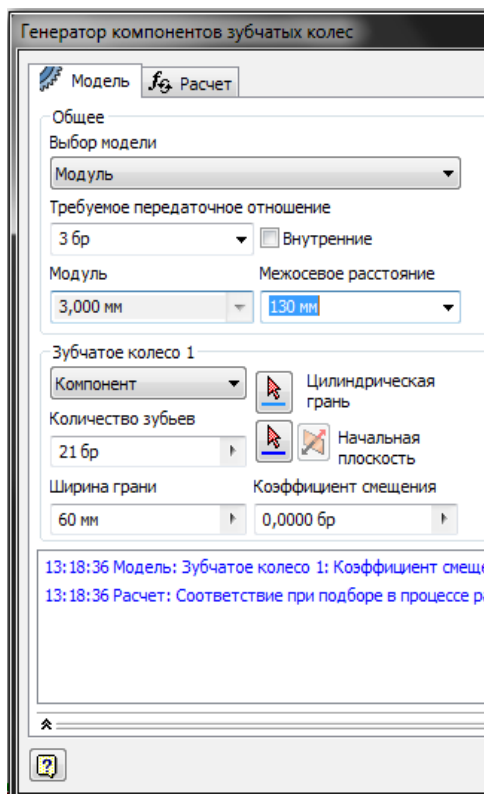 Генератор компонентов зубчатых колес
Модель
Расчет
Общее
Выбор модели
Модуль
Требуемое передаточное отношение
3 бр
Внутренние
Модуль
Межосевое расстояние
3,000 мм
130 мм
Зубчатое колесо 1
Компонент
Цилиндрическая
грань
Количество зубьев
21 бр
Начальная
плоскость
Ширина грани
Коэффициент смещения
60 мм
0,0000 бр
13:18:36 Модель: Зубчатое колесо 1: Коэффициент смеще
13:18:36 Расчет: Соответствие при подборе в процессе ра